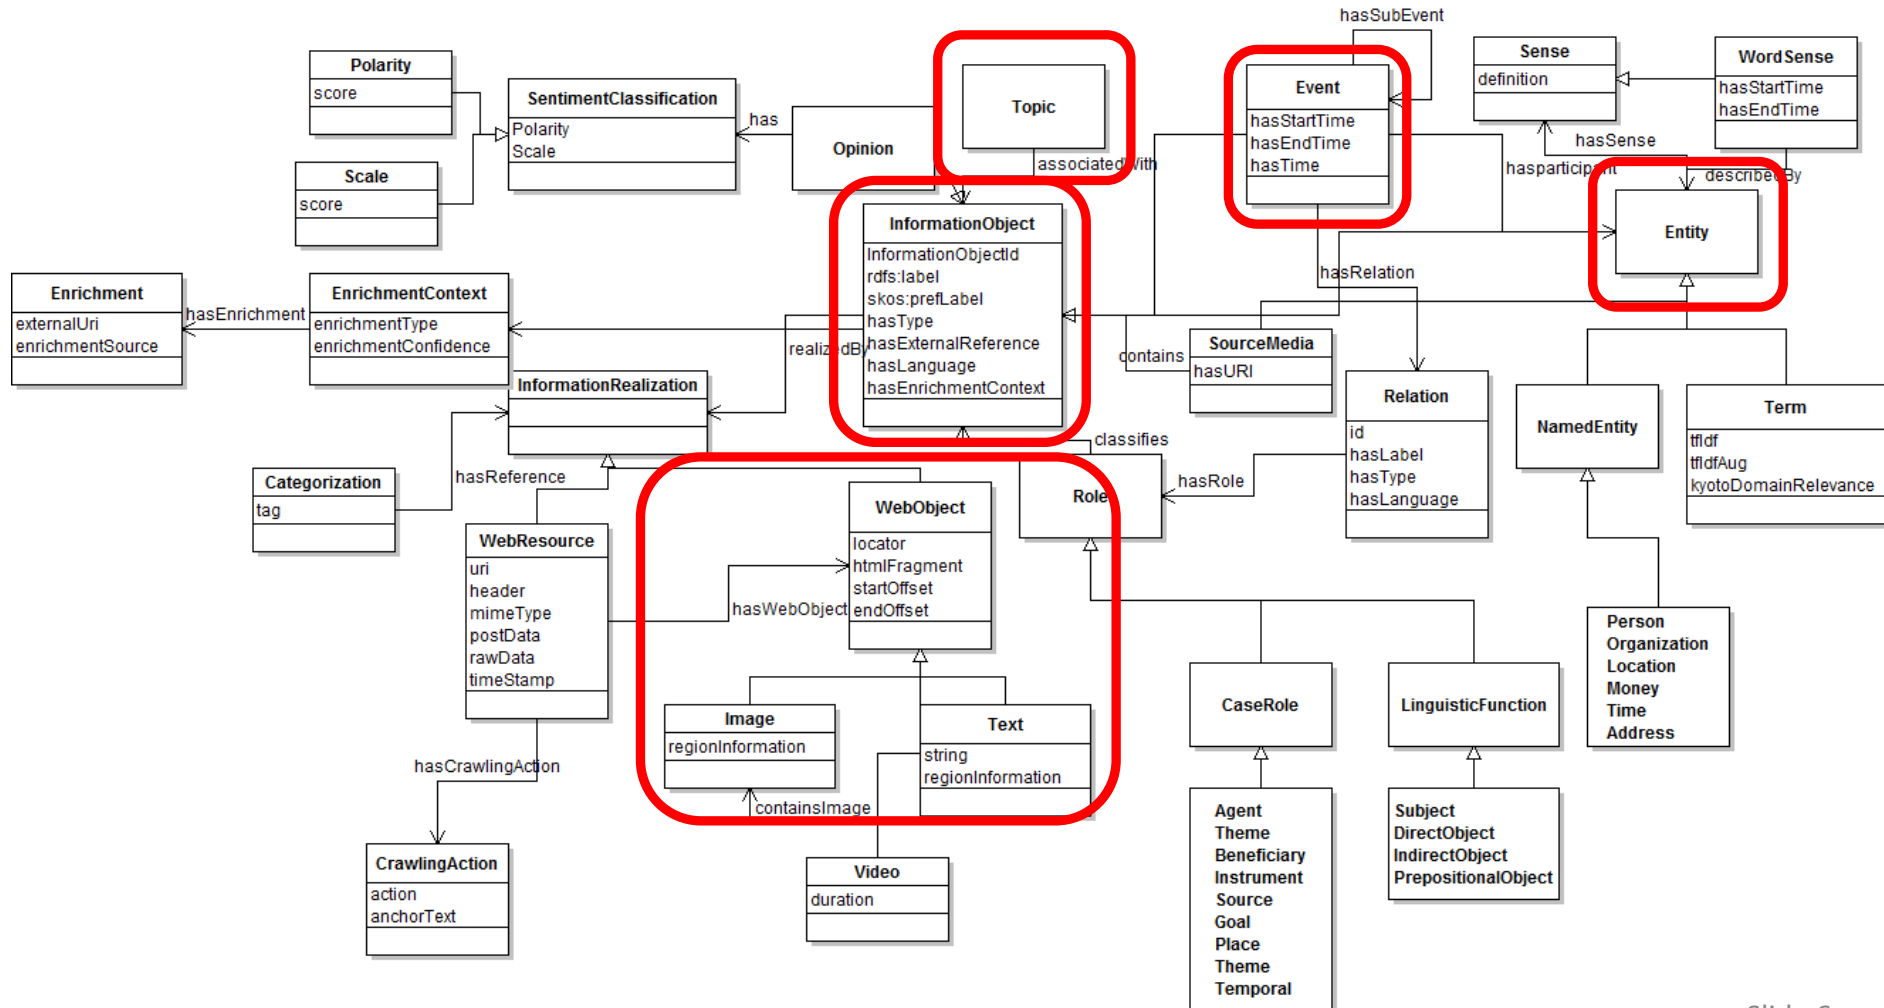 hasSubEvent
Polarity
score
SentimentClassification
Polarity
Scale
has
Opinion
Topic
associatedWith
Event
hasStartTime
hasEndTime
hasTime
Sense
definition
WordSense
hasStartTime
hasEndTime
hasSense
hasparticipant
describedBy
Scale
score
InformationObject
InformationObjectId
rdfs:label
skos:prefLabel
hasType
hasExternalReference
hasLanguage
hasEnrichmentContext
Entity
Enrichment
externalUri
enrichmentSource
hasEnrichment
EnrichmentContext
enrichmentType
enrichmentConfidence
realizedBy
hasRelation
contains
SourceMedia
hasURI
InformationRealization
Relation
id
hasLabel
hasType
hasLanguage
NamedEntity
Term
tfIdf
tfIdfAug
kyotoDomainRelevance
classifies
Categorization
tag
hasReference
Role
hasRole
WebObject
locator
htmlFragment
startOffset
endOffset
WebResource
uri
header
mimeType
postData
rawData
timeStamp
hasWebObject
Person
Organization
Location
Money
Time
Address
CaseRole
LinguisticFunction
Image
regionInformation
Text
string
regionInformation
hasCrawlingAction
containsImage
Agent
Theme
Beneficiary
Instrument
Source
Goal
Place
Theme
Temporal
Subject
DirectObject
IndirectObject
PrepositionalObject
CrawlingAction
action
anchorText
Video
duration